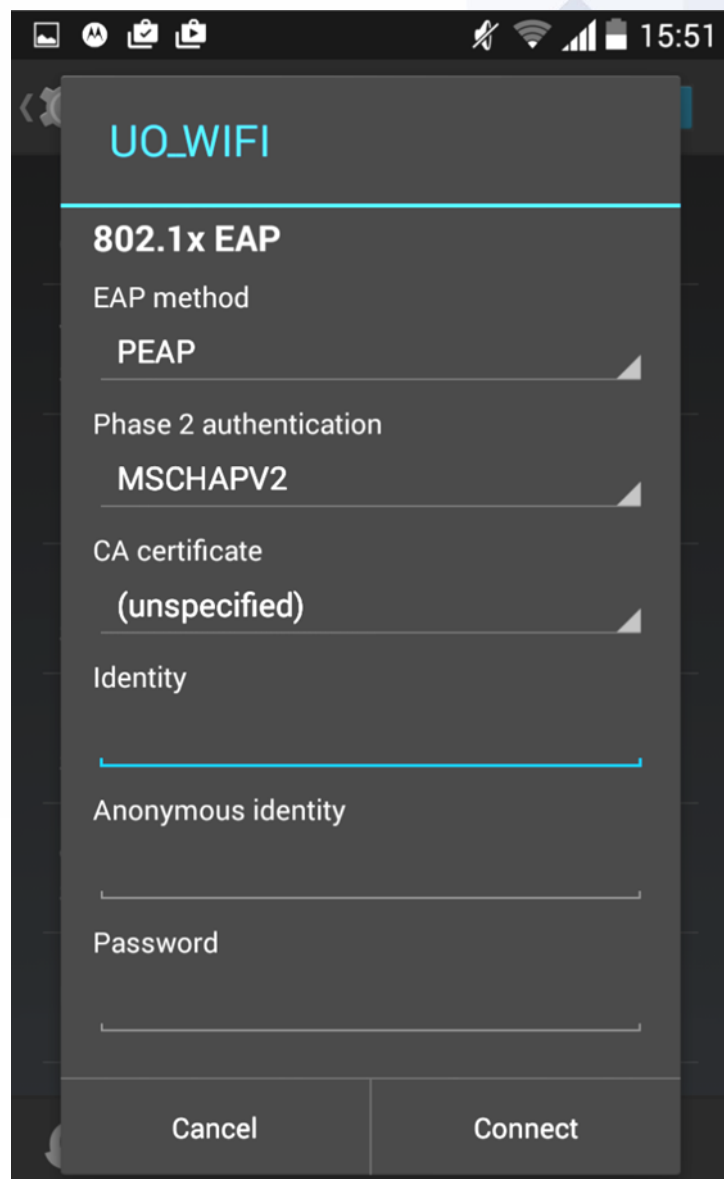 15:51
UO_WIFI
802.1x EAP
EAP method
PEAP
Phase 2 authentication
MSCHAPV2
CA certificate
(unspecified)
Identity
Anonymous identity
Password
Cancel Connect